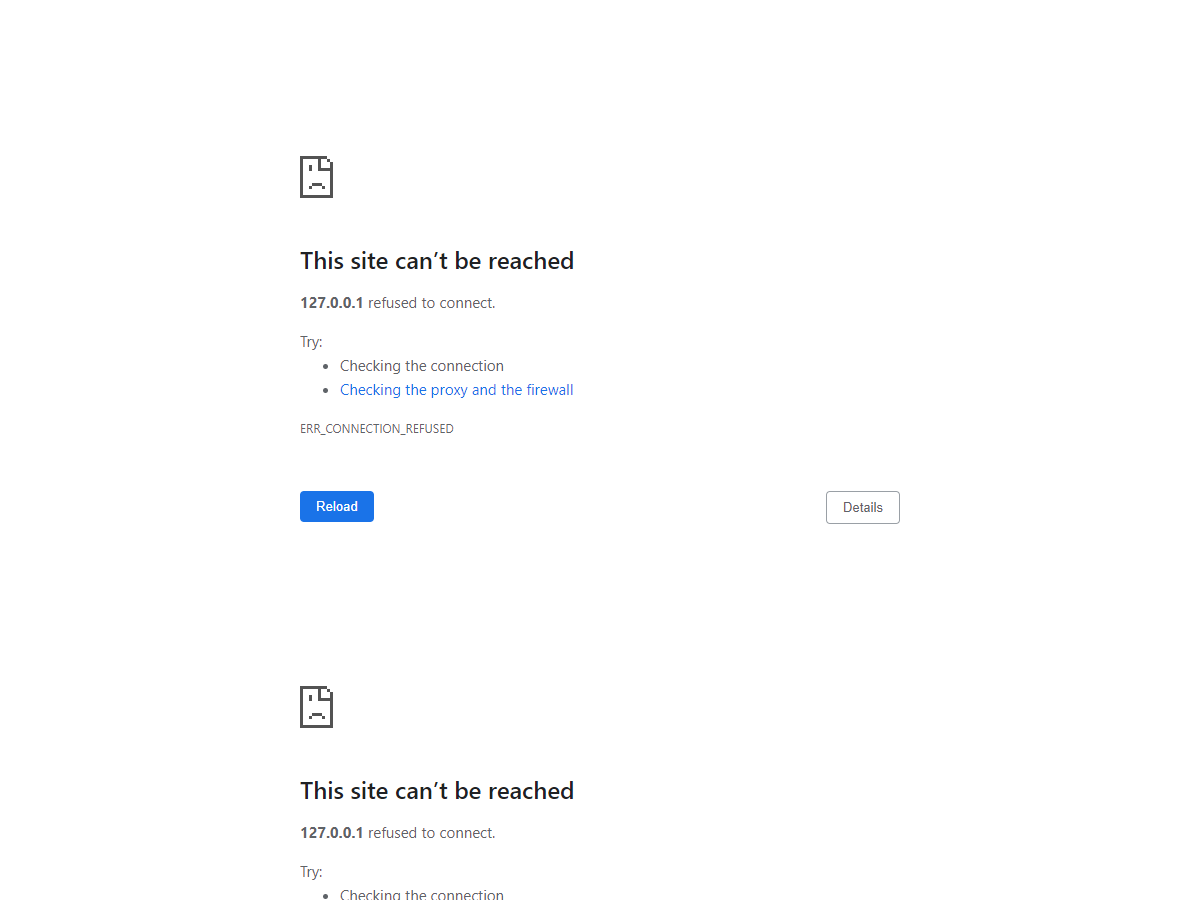 This site can’t be reached
127.0.0.1 refused to connect.
Try:
Checking the connection
Checking the proxy and the firewall
ERR_CONNECTION_REFUSED
Reload
Details
This site can’t be reached
127.0.0.1 refused to connect.
Try:
Checking the connection